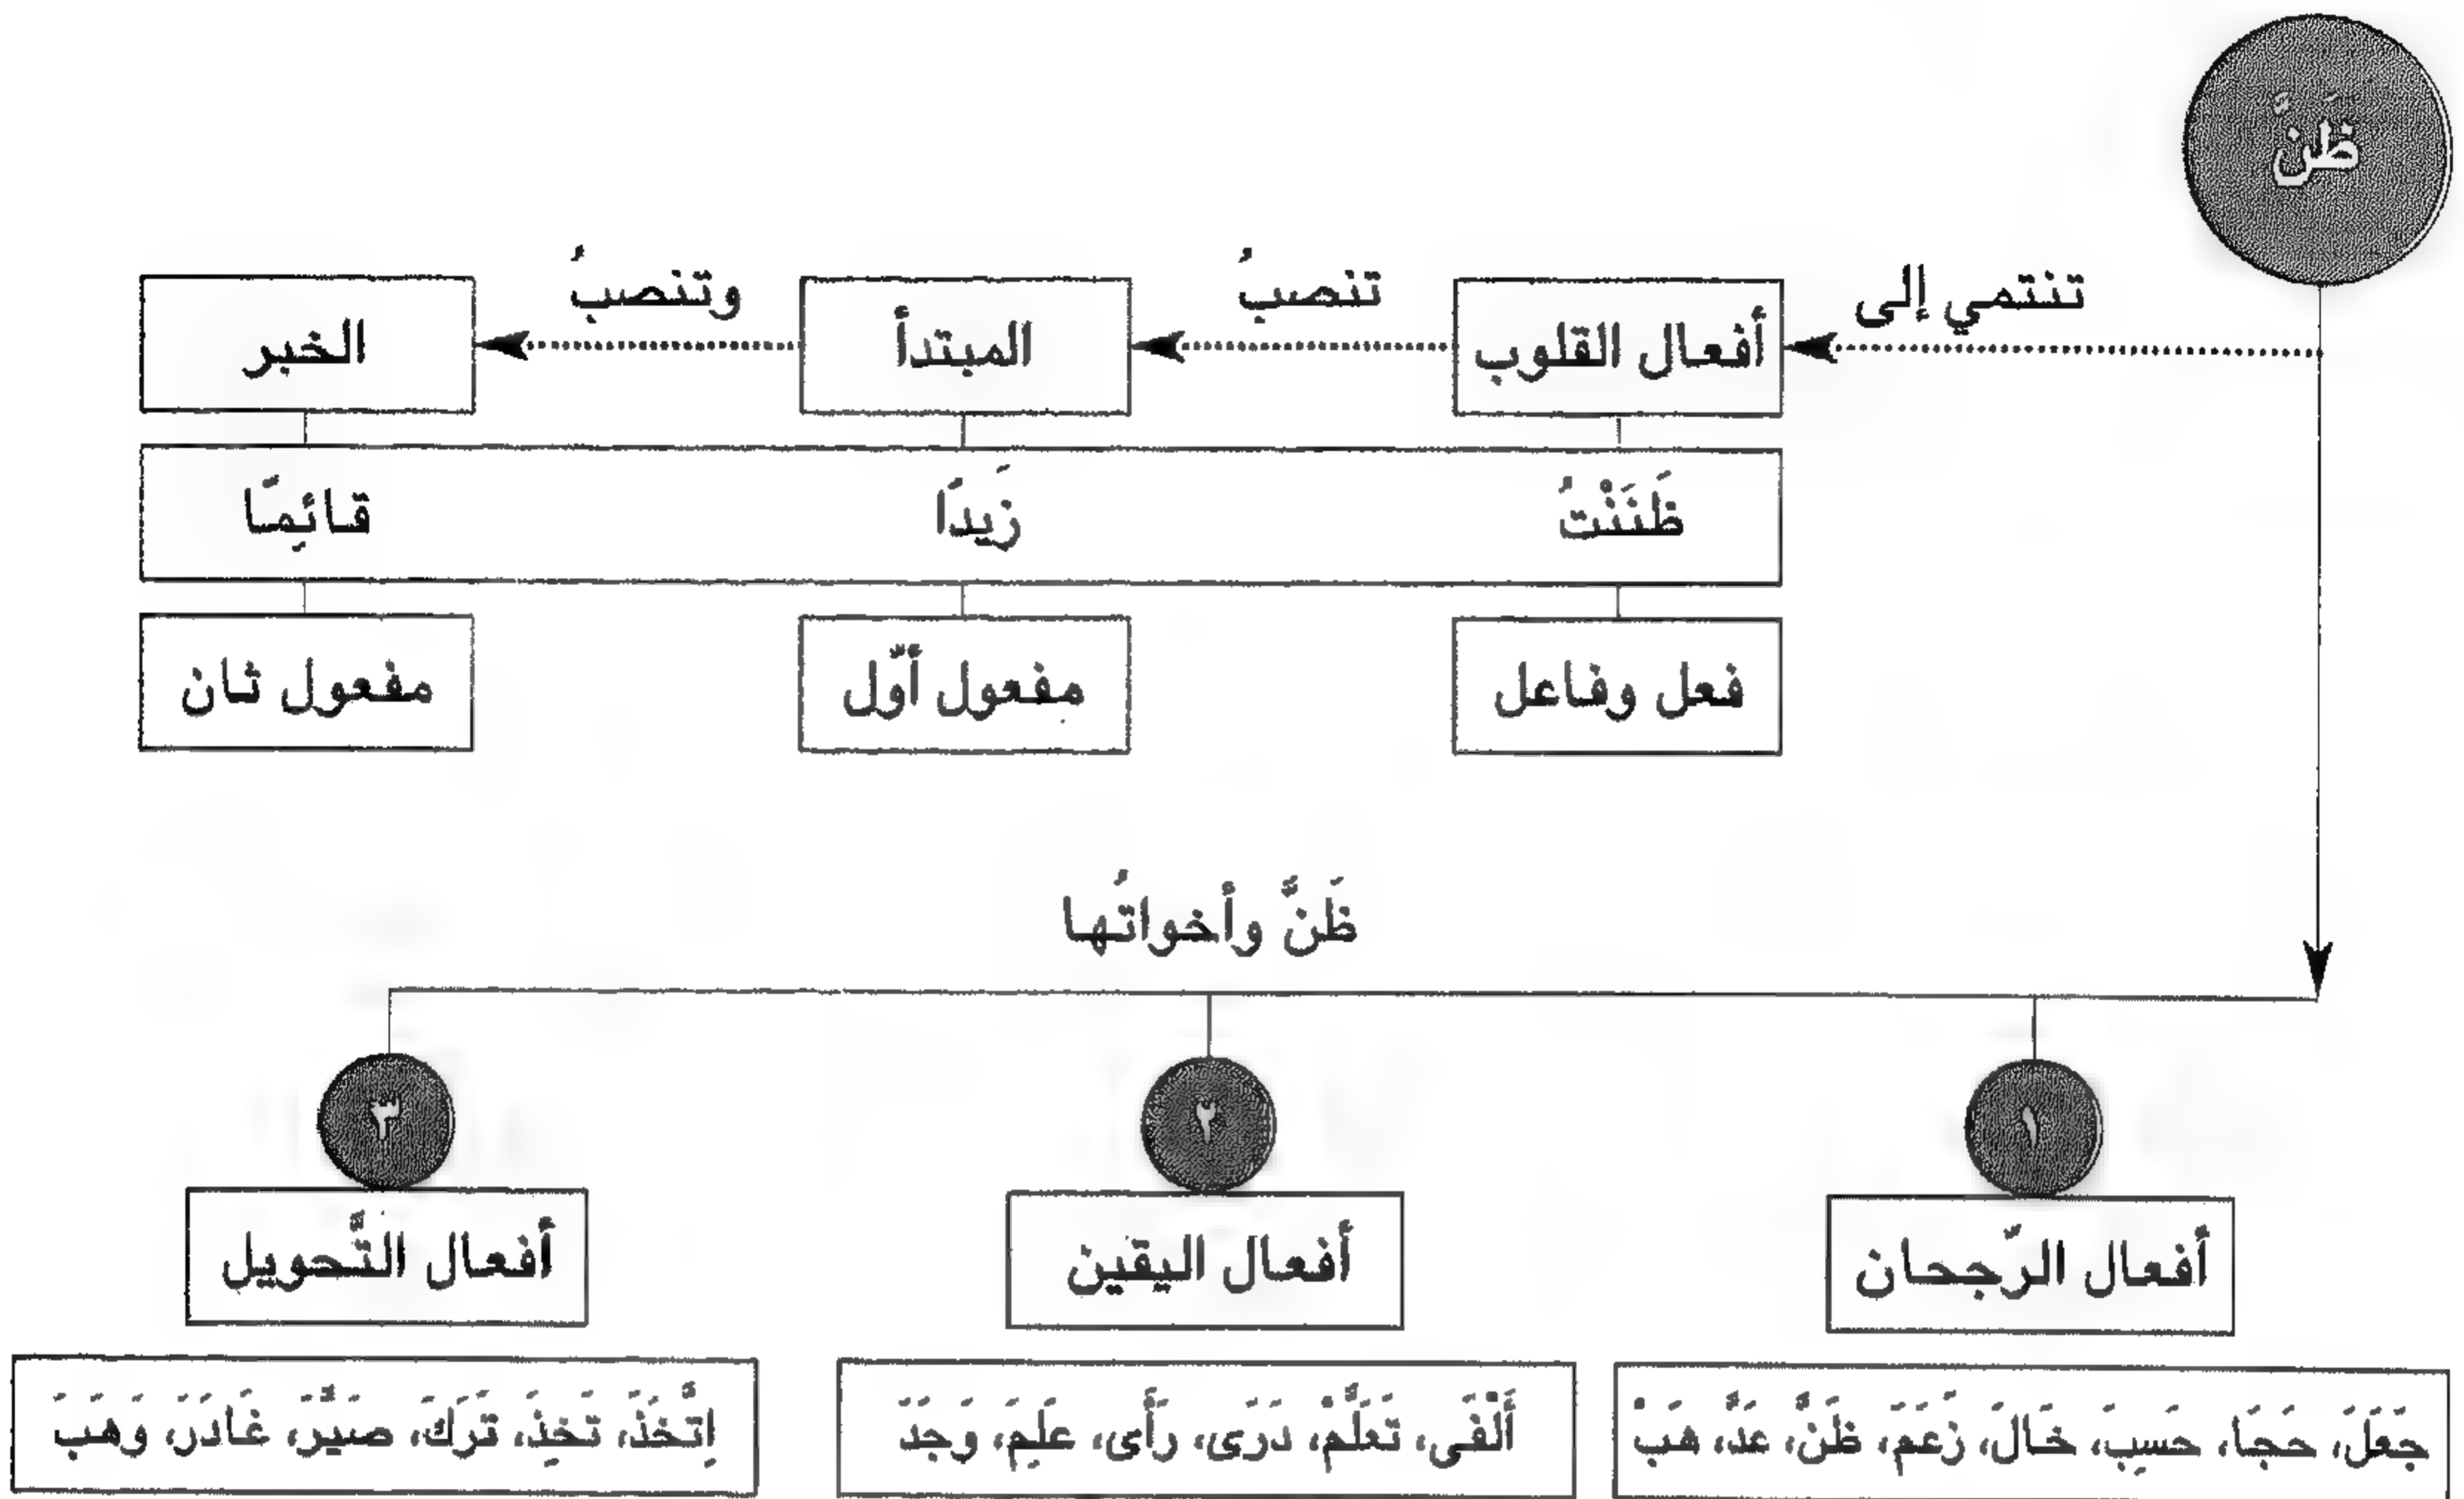 ظَنَّ
تنتمي إلى
أفعال القلوب
تنصبُ
المبتدأ
وتنصبُ
الخبر
ظَنَنْتُ زَيدًا قائِمًا
فعل وفاعل
مفعول أوّل
مفعول ثان
ظَنَّ وأخواتُها
١
أفعال الرّجحان
جَعَلَ، حَجَا، حَسِبَ، خَالَ، زَعَمَ، ظَنَّ، عَدَّ، هَبْ
٢
أفعال اليقين
أَلْفَى، تَعَلَّمْ، دَرَى، رَأَى، عَلِمَ، وَجَدَ
٣
أفعال التَّحويل
اِتَّخَذَ، تَخِذَ، تَرَكَ، صَيَّرَ، غَادَرَ، وَهَبَ